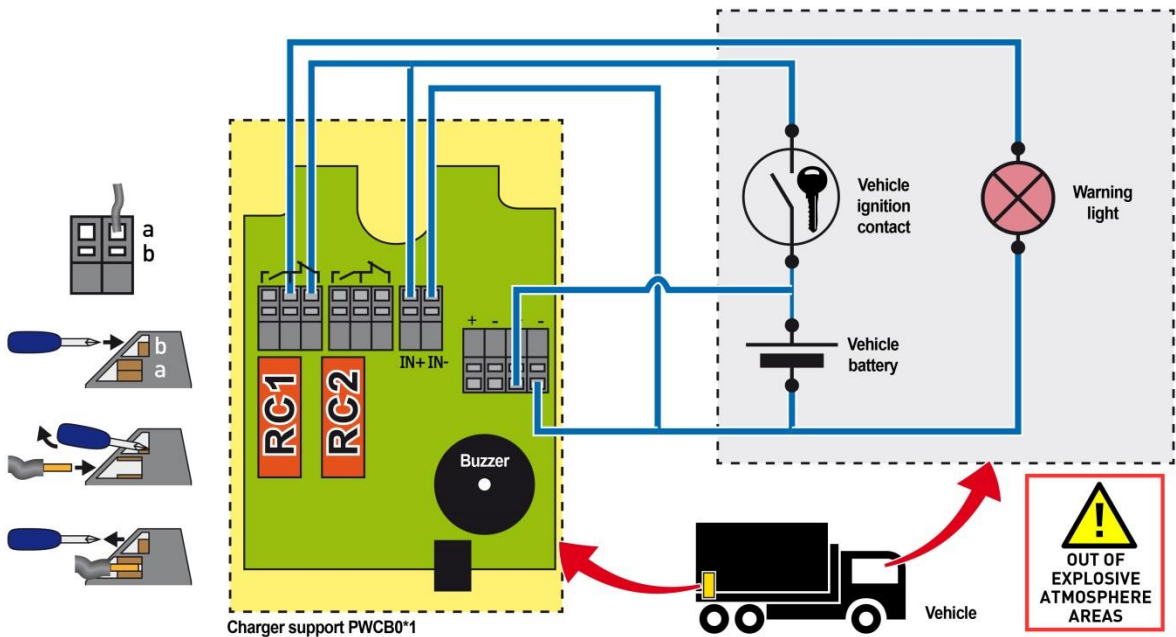 Vehicle
ignition
contact
Warning
light
a
b
b
a
+ - + -
IN+ IN-
Vehicle
battery
RC1
RC2
Buzzer
!
OUT OF
EXPLOSIVE
ATMOSPHERE
AREAS
Vehicle
Charger support PWCB0*1